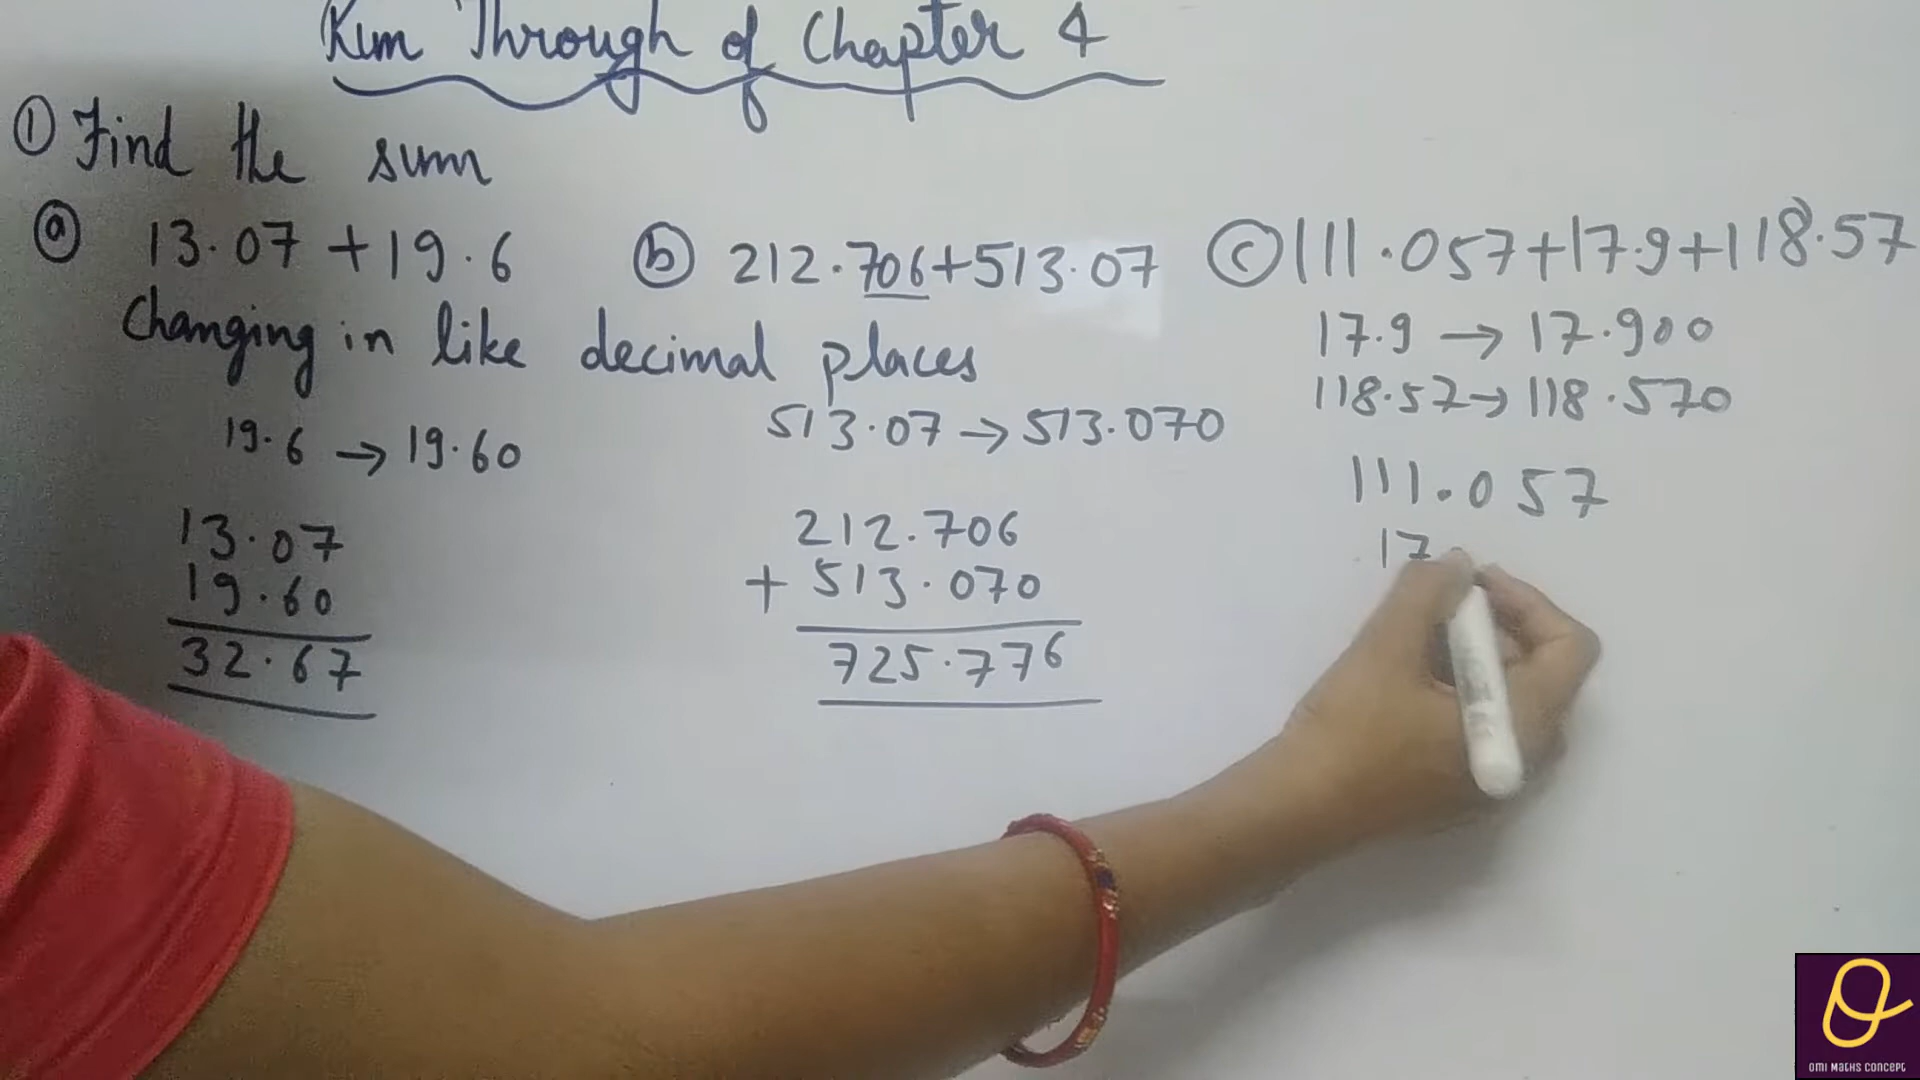 Run Through of Chapter 4
① Find the sum
ⓐ 13.07 + 19.6
Changing in like decimal places
19.6 → 19.60
13.07
19.60
32.67
ⓑ 212.706+513.07
513.07 → 513.070
212.706
+ 513.070
725.776
ⓒ 111.057+17.9+118.57
17.9 → 17.900
118.57 → 118.570
111.057
17
OMI MATHS CONCEPT